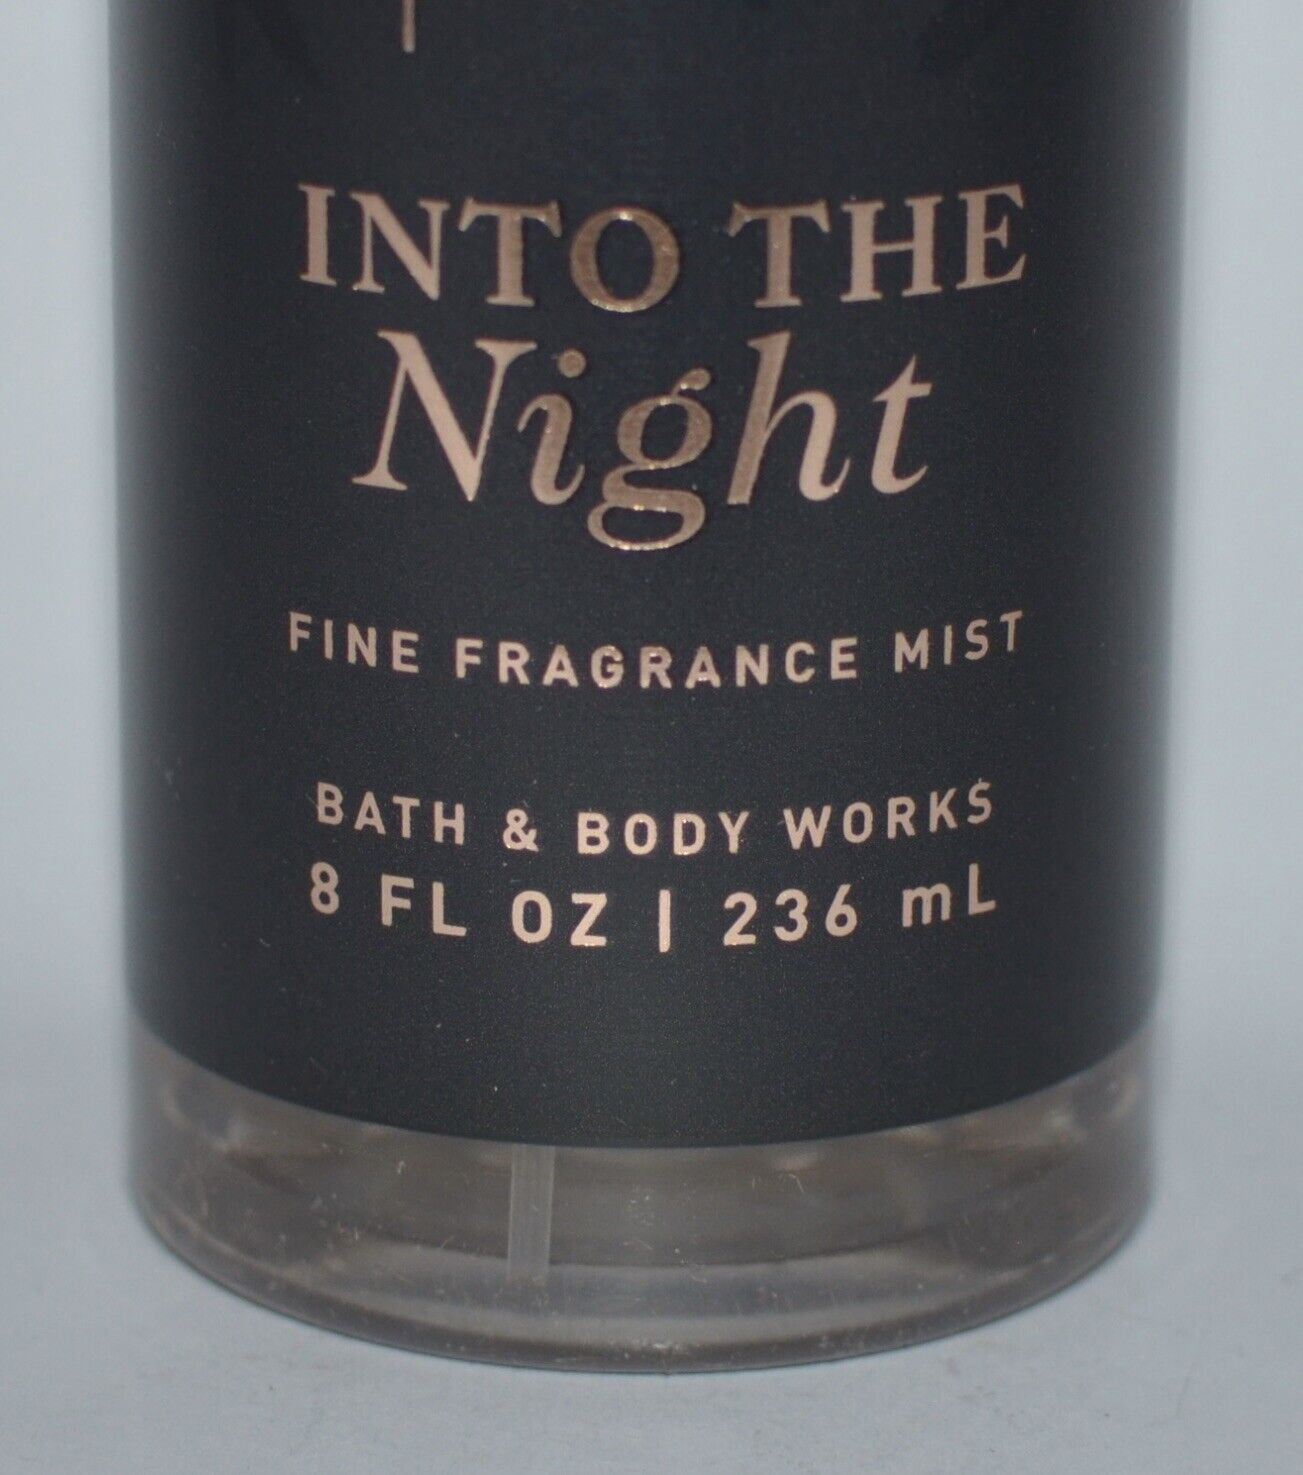 INTO THE
Night
FINE FRAGRANCE MIST
BATH & BODY WORKS
8 FL OZ | 236 mL